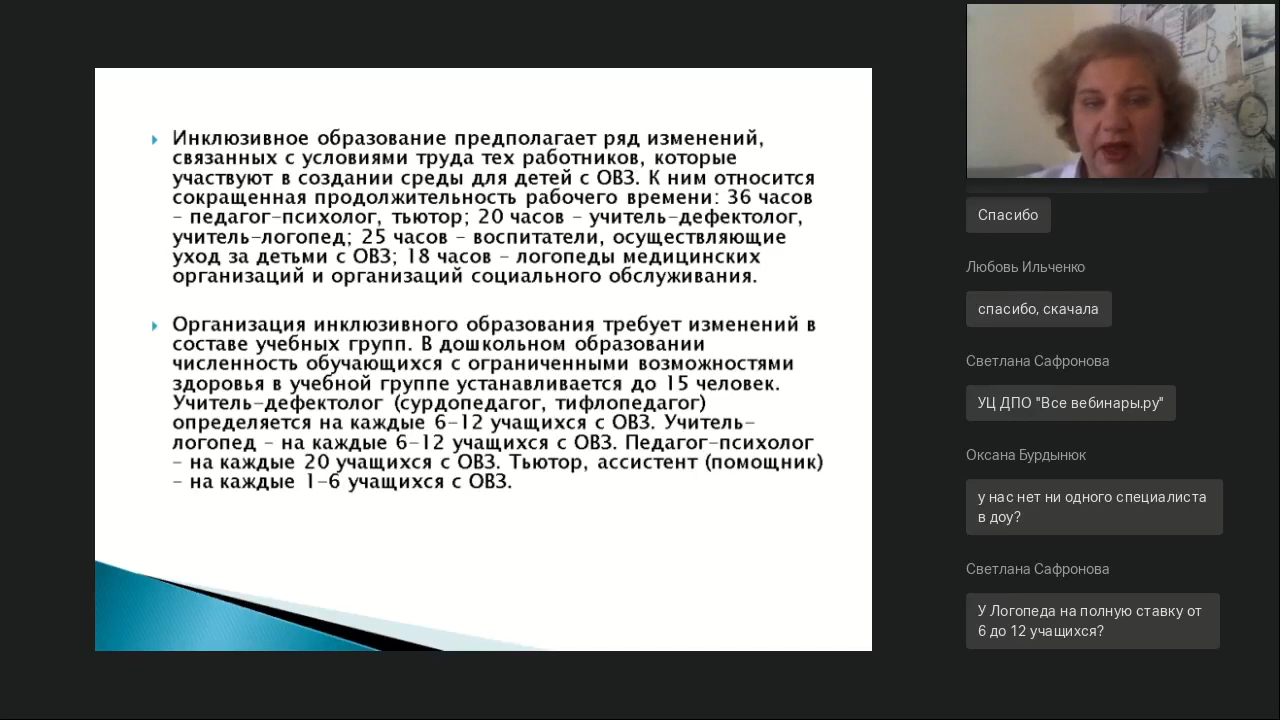 Инклюзивное образование предполагает ряд изменений,
связанных с условиями труда тех работников, которые
участвуют в создании среды для детей с ОВЗ. К ним относится
сокращенная продолжительность рабочего времени: 36 часов
– педагог-психолог, тьютор; 20 часов – учитель-дефектолог,
учитель-логопед; 25 часов – воспитатели, осуществляющие
уход за детьми с ОВЗ; 18 часов – логопеды медицинских
организаций и организаций социального обслуживания.
Организация инклюзивного образования требует изменений в
составе учебных групп. В дошкольном образовании
численность обучающихся с ограниченными возможностями
здоровья в учебной группе устанавливается до 15 человек.
Учитель-дефектолог (сурдопедагог, тифлопедагог)
определяется на каждые 6-12 учащихся с ОВЗ. Учитель-
логопед – на каждые 6-12 учащихся с ОВЗ. Педагог-психолог
– на каждые 20 учащихся с ОВЗ. Тьютор, ассистент (помощник)
– на каждые 1-6 учащихся с ОВЗ.
Спасибо
Любовь Ильченко
спасибо, скачала
Светлана Сафронова
УЦ ДПО "Все вебинары.ру"
Оксана Бурдынюк
у нас нет ни одного специалиста
в доу?
Светлана Сафронова
У Логопеда на полную ставку от
6 до 12 учащихся?